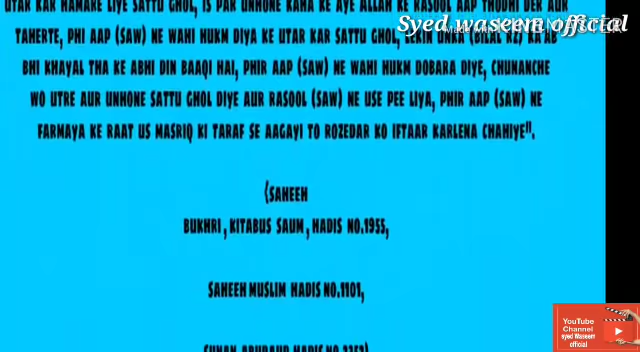 UTAR KAR HAMARE LIYE SATTU GHOL, IS PAR UNHONE KAHA KE AYE ALLAH KE RASOOL AAP THODHI DER AUR
Syed waseem official
TAHERTE, PHI AAP (SAW) NE WAHI HUKM DIYA KE UTAR KAR SATTU GHOL, LEKIN UNKA (BILAL RZ) KA AB
BHI KHAYAL THA KE ABHI DIN BAAQI HAI, PHIR AAP (SAW) NE WAHI HUKM DOBARA DIYE, CHUNANCHE
WO UTRE AUR UNHONE SATTU GHOL DIYE AUR RASOOL (SAW) NE USE PEE LIYA, PHIR AAP (SAW) NE
FARMAYA KE RAAT US MASRIQ KI TARAF SE AAGAYI TO ROZEDAR KO IFTAAR KARLENA CHAHIYE".
(SAHEEH
BUKHRI, KITABUS SAUM, HADIS NO.1955,
SAHEEH MUSLIM HADIS NO.1101,
YouTube
Channel
syed Waseem
official